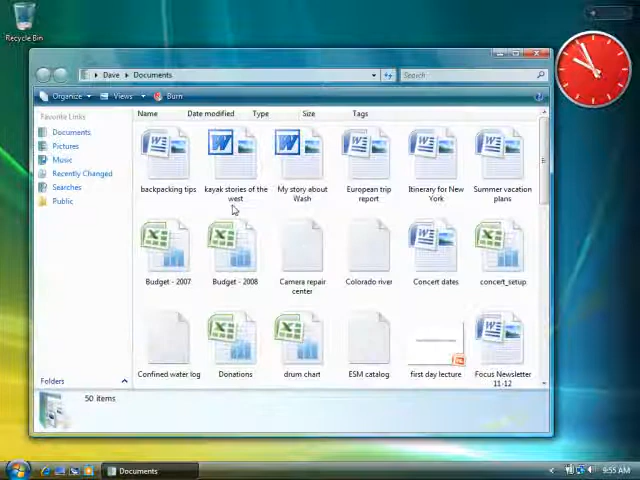 Recycle Bin
Dave ▸ Documents
Search
Organize
Views
Burn
Favorite Links
Documents
Pictures
Music
Recently Changed
Searches
Public
Folders
Name Date modified Type Size Tags
backpacking tips
kayak stories of the
west
My story about
Wash
European trip
report
Itinerary for New
York
Summer vacation
plans
Budget - 2007
Budget - 2008
Camera repair
center
Colorado river
Concert dates
concert_setup
Confined water log
Donations
drum chart
ESM catalog
first day lecture
Focus Newsletter
11-12
50 items
Documents
9:55 AM